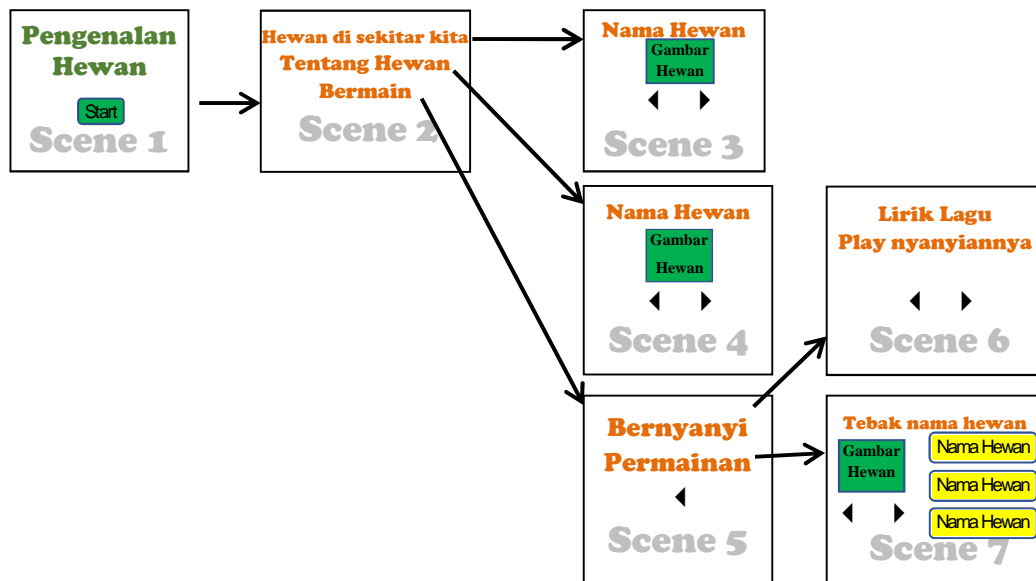 Pengenalan
Hewan
Start
Scene 1
Hewan di sekitar kita
Tentang Hewan
Bermain
Scene 2
Nama Hewan
Gambar
Hewan
Scene 3
Nama Hewan
Gambar
Hewan
Scene 4
Bernyanyi
Permainan
Scene 5
Lirik Lagu
Play nyanyiannya
Scene 6
Tebak nama hewan
Gambar
Hewan
Nama Hewan
Nama Hewan
Nama Hewan
Scene 7